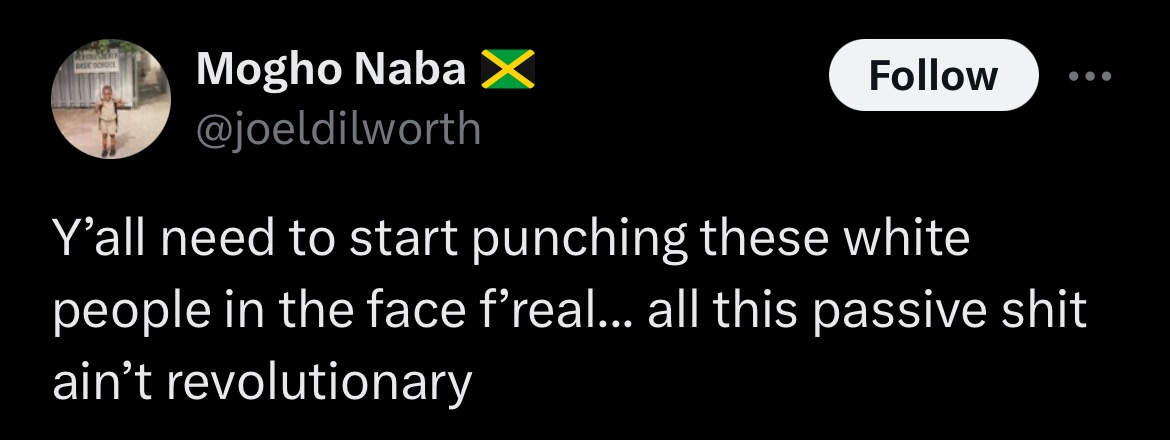 Mogho Naba 🇯🇲
@joeldilworth
Follow
Y’all need to start punching these white
people in the face f’real... all this passive shit
ain’t revolutionary